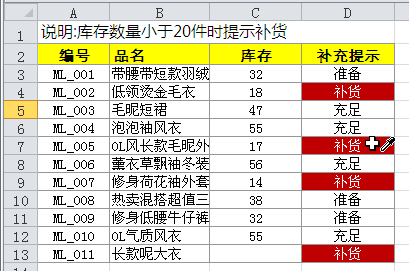 A B C D
1 说明:库存数量小于20件时提示补货
2 编号 品名 库存 补充提示
3 ML_001 带腰带短款羽绒 32 准备
4 ML_002 低领烫金毛衣 18 补货
5 ML_003 毛昵短裙 47 充足
6 ML_004 泡泡袖风衣 55 充足
7 ML_005 OL风长款毛昵外 17 补货
8 ML_006 薰衣草飘袖冬装 56 充足
9 ML_007 修身荷花袖外套 14 补货
10 ML_008 热卖混搭超值三 38 准备
11 ML_009 修身低腰牛仔裤 32 准备
12 ML_010 OL气质风衣 55 充足
13 ML_011 长款呢大衣 补货